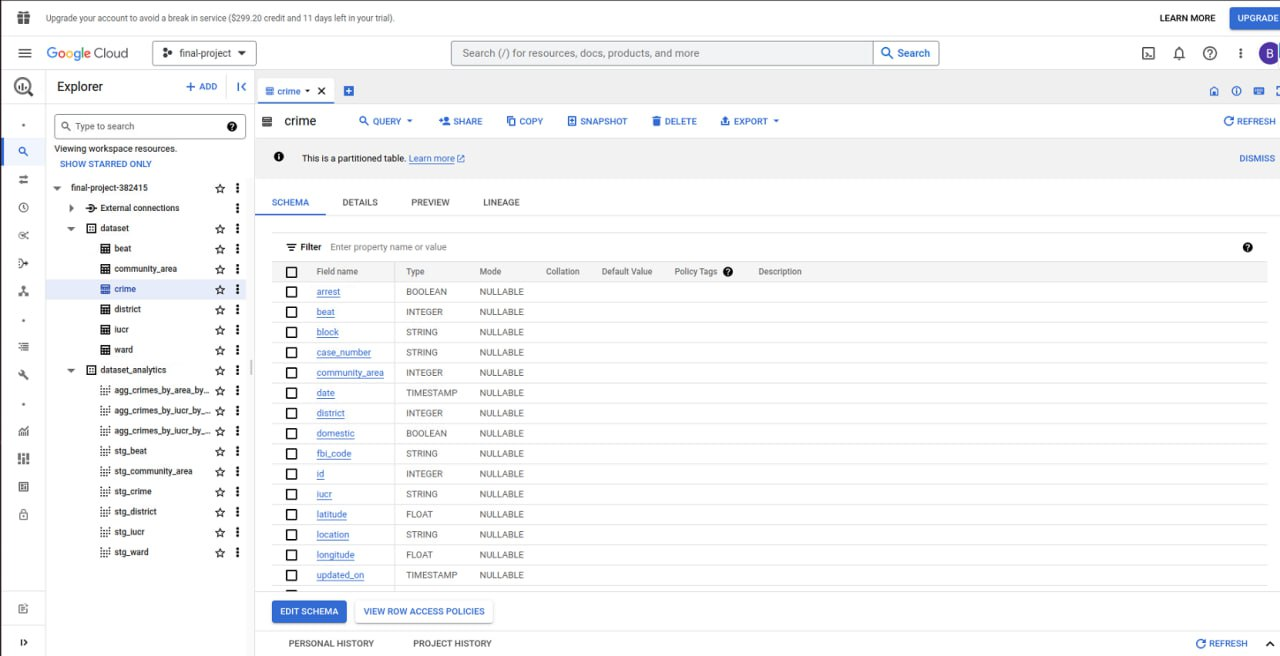 Upgrade your account to avoid a break in service ($299.20 credit and 11 days left in your trial).
LEARN MORE
UPGRADE
Google Cloud
final-project
Search (/) for resources, docs, products, and more
Search
B
Explorer
+ ADD
Type to search
Viewing workspace resources.
SHOW STARRED ONLY
final-project-382415
External connections
dataset
beat
community_area
crime
district
iucr
ward
dataset_analytics
agg_crimes_by_area_by_...
agg_crimes_by_iucr_by_...
agg_crimes_by_iucr_by_...
stg_beat
stg_community_area
stg_crime
stg_district
stg_iucr
stg_ward
crime
crime
QUERY
SHARE
COPY
SNAPSHOT
DELETE
EXPORT
REFRESH
This is a partitioned table. Learn more
DISMISS
SCHEMA DETAILS PREVIEW LINEAGE
Filter Enter property name or value
Field name Type Mode Collation Default Value Policy Tags Description
arrest BOOLEAN NULLABLE
beat INTEGER NULLABLE
block STRING NULLABLE
case_number STRING NULLABLE
community_area INTEGER NULLABLE
date TIMESTAMP NULLABLE
district INTEGER NULLABLE
domestic BOOLEAN NULLABLE
fbi_code STRING NULLABLE
id INTEGER NULLABLE
iucr STRING NULLABLE
latitude FLOAT NULLABLE
location STRING NULLABLE
longitude FLOAT NULLABLE
updated_on TIMESTAMP NULLABLE
EDIT SCHEMA VIEW ROW ACCESS POLICIES
PERSONAL HISTORY PROJECT HISTORY
REFRESH